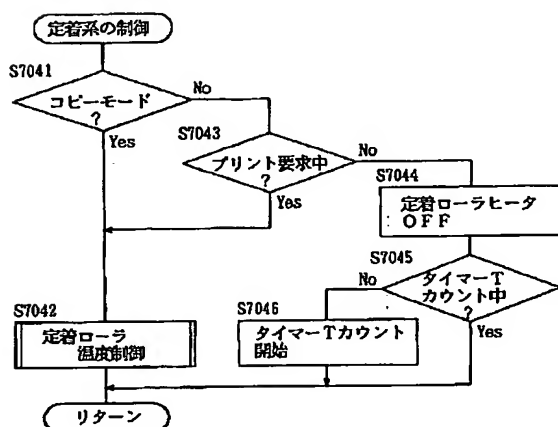 定着系の制御
S7041
コピーモード
?
No
Yes
S7043
プリント要求中
?
No
Yes
S7044
定着ローラヒータ
OFF
S7045
タイマーT
カウント中
?
No
Yes
S7046
タイマーTカウント
開始
S7042
定着ローラ
温度制御
リターン